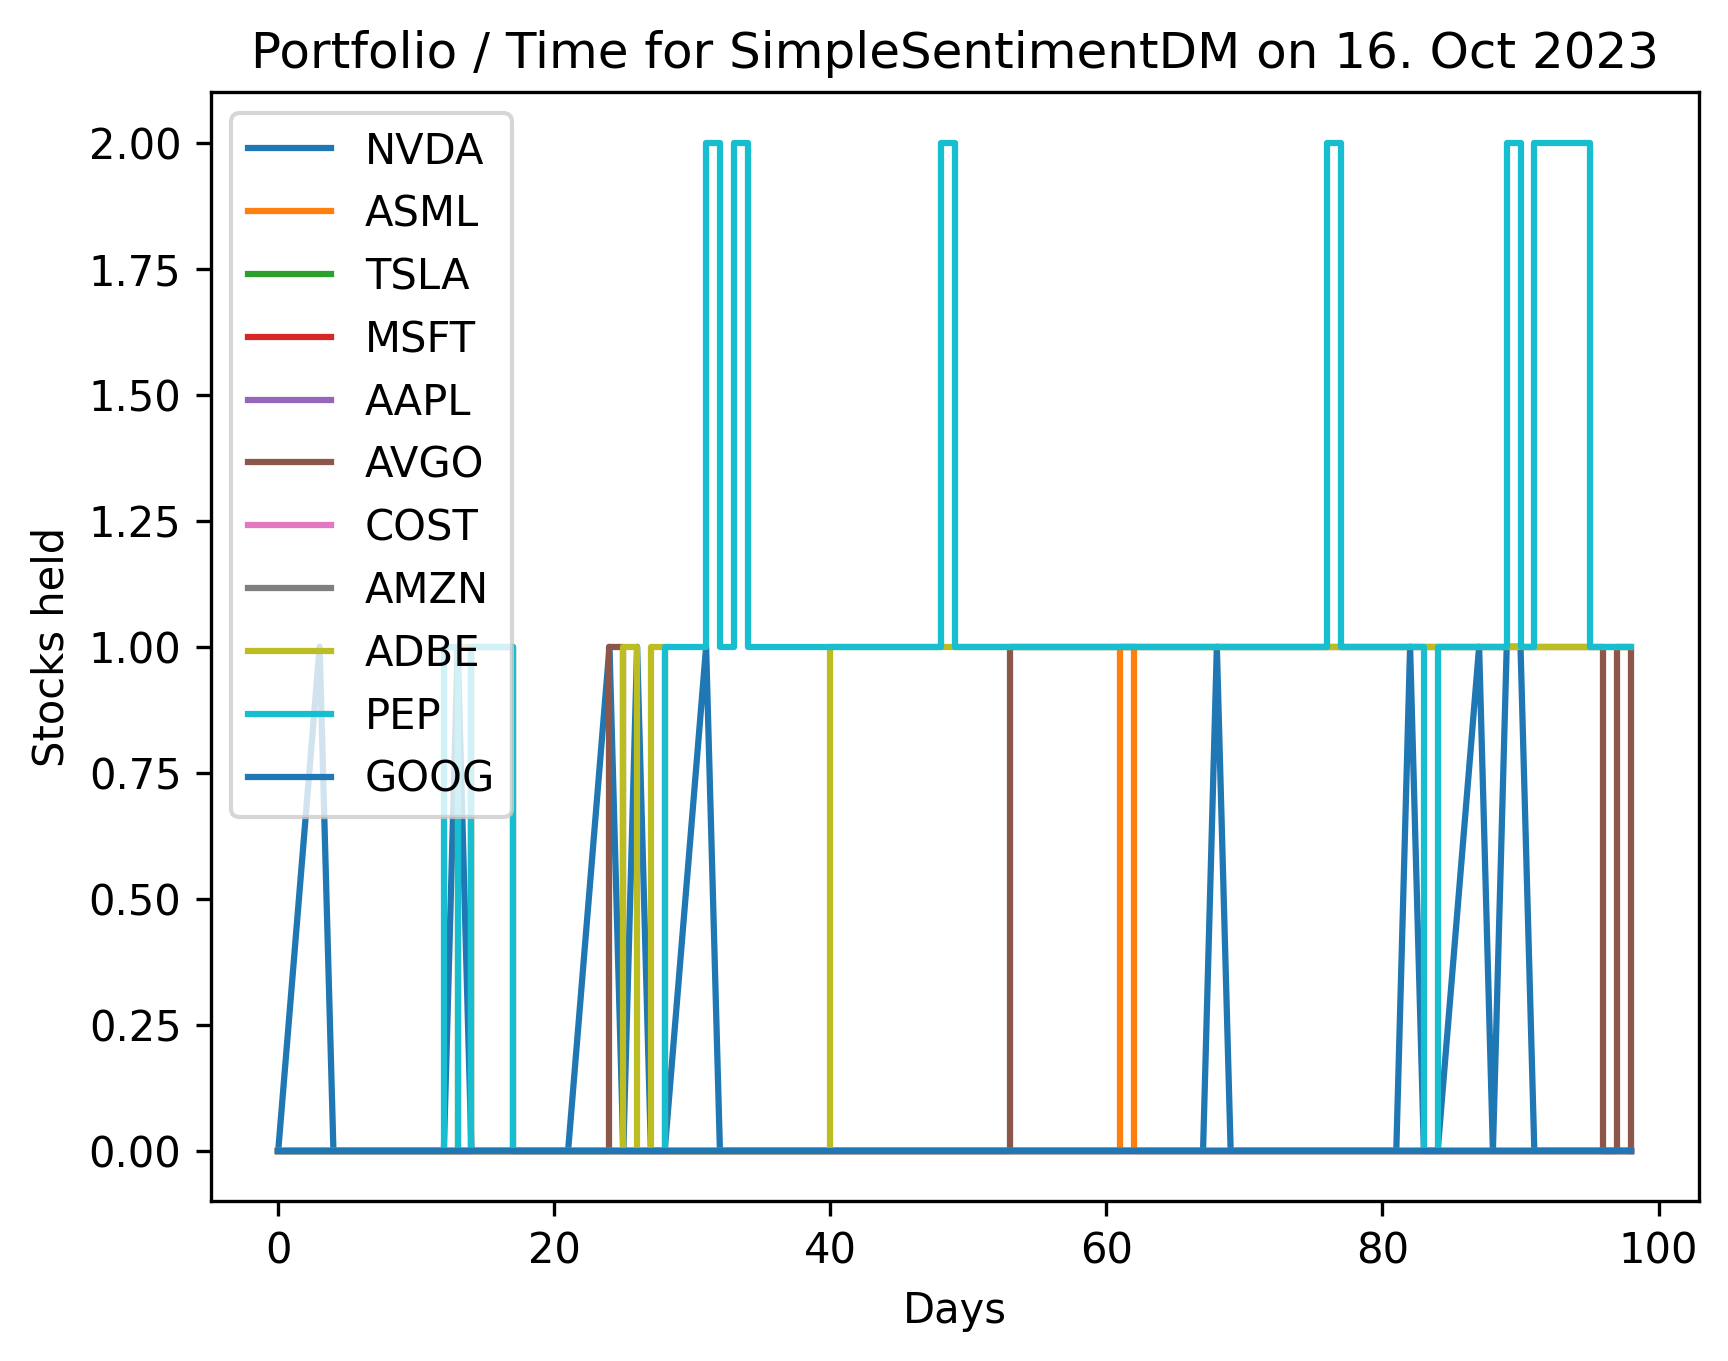 Portfolio / Time for SimpleSentimentDM on 16. Oct 2023
2.00
1.75
1.50
1.25
1.00
0.75
0.50
0.25
0.00
Stocks held
NVDA
ASML
TSLA
MSFT
AAPL
AVGO
COST
AMZN
ADBE
PEP
GOOG
0 20 40 60 80 100
Days